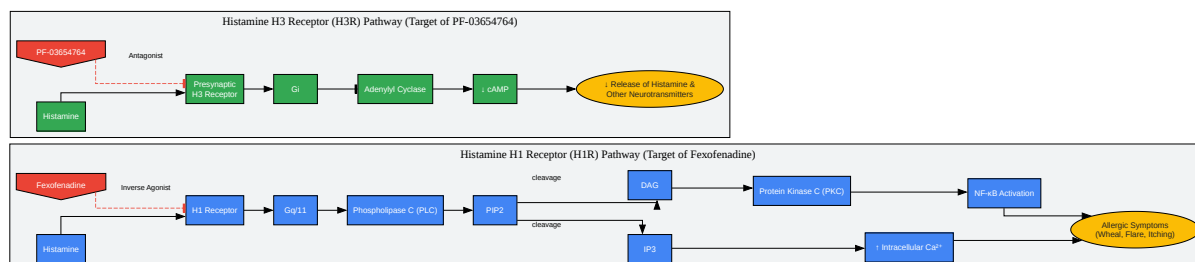 Histamine H3 Receptor (H3R) Pathway (Target of PF-03654764)
PF-03654764
Antagonist
Presynaptic
H3 Receptor
Gi
Adenylyl Cyclase
↓ cAMP
↓ Release of Histamine &
Other Neurotransmitters
Histamine
Histamine H1 Receptor (H1R) Pathway (Target of Fexofenadine)
Fexofenadine
Inverse Agonist
cleavage
DAG
Protein Kinase C (PKC)
NF-κB Activation
H1 Receptor
Gq/11
Phospholipase C (PLC)
PIP2
cleavage
Allergic Symptoms
(Wheal, Flare, Itching)
Histamine
IP3
↑ Intracellular Ca²⁺